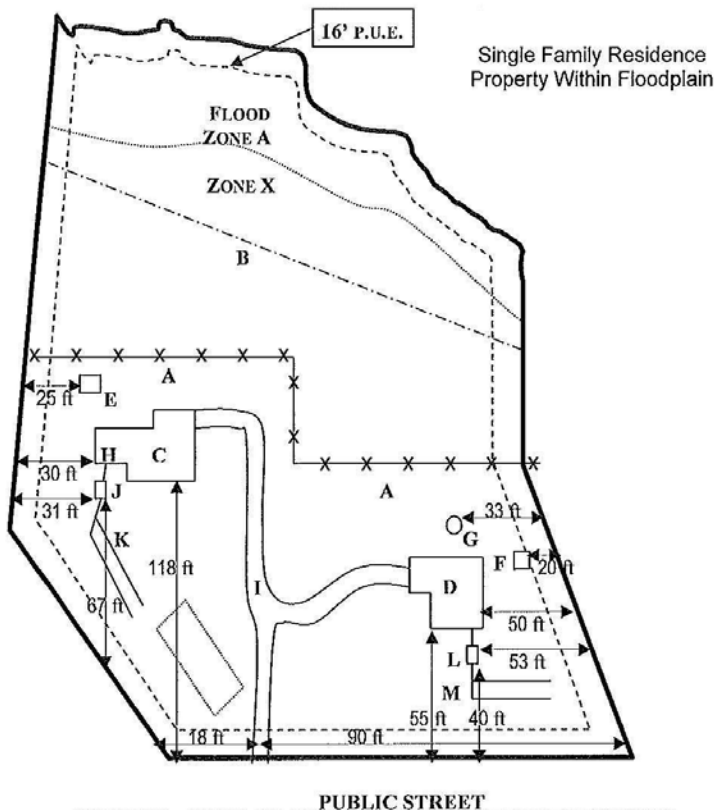 16' P.U.E.
Single Family Residence
Property Within Floodplain
FLOOD
ZONE A
ZONE X
B
A
25 ft
E
H
C
30 ft
J
31 ft
A
33 ft
G
K
118 ft
F
20 ft
I
D
67 ft
50 ft
L
53 ft
M
55 ft
40 ft
18 ft
90 ft
PUBLIC STREET